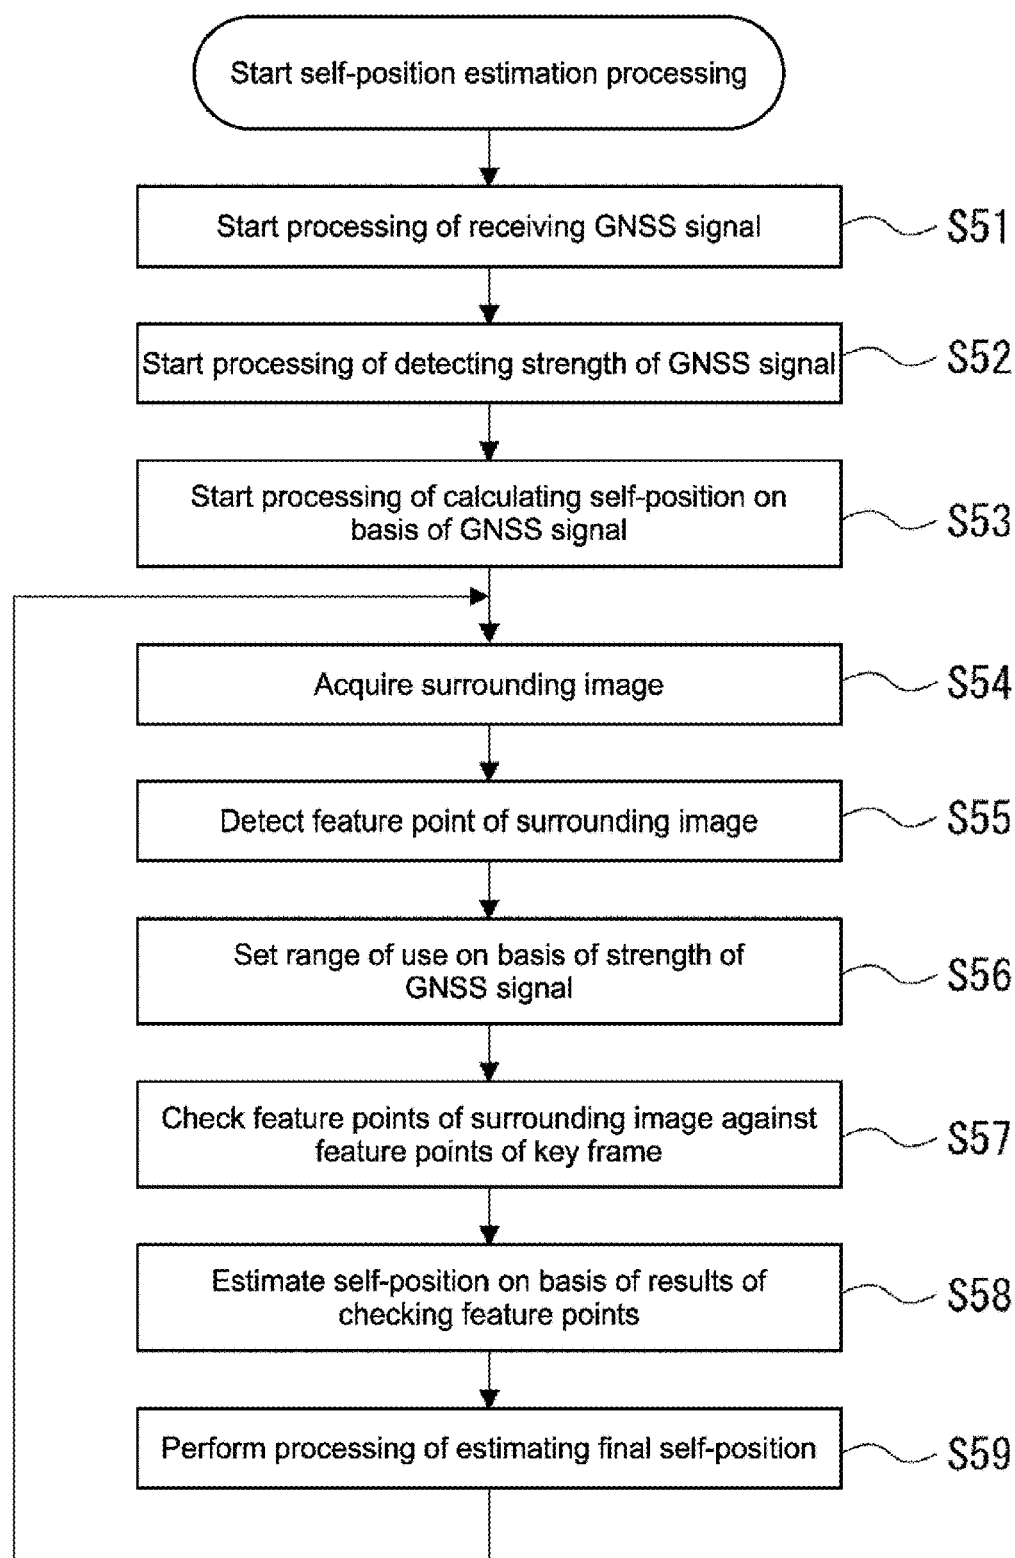 Start self-position estimation processing
Start processing of receiving GNSS signal
S51
Start processing of detecting strength of GNSS signal
S52
Start processing of calculating self-position on
basis of GNSS signal
S53
Acquire surrounding image
S54
Detect feature point of surrounding image
S55
Set range of use on basis of strength of
GNSS signal
S56
Check feature points of surrounding image against
feature points of key frame
S57
Estimate self-position on basis of results of
checking feature points
S58
Perform processing of estimating final self-position
S59